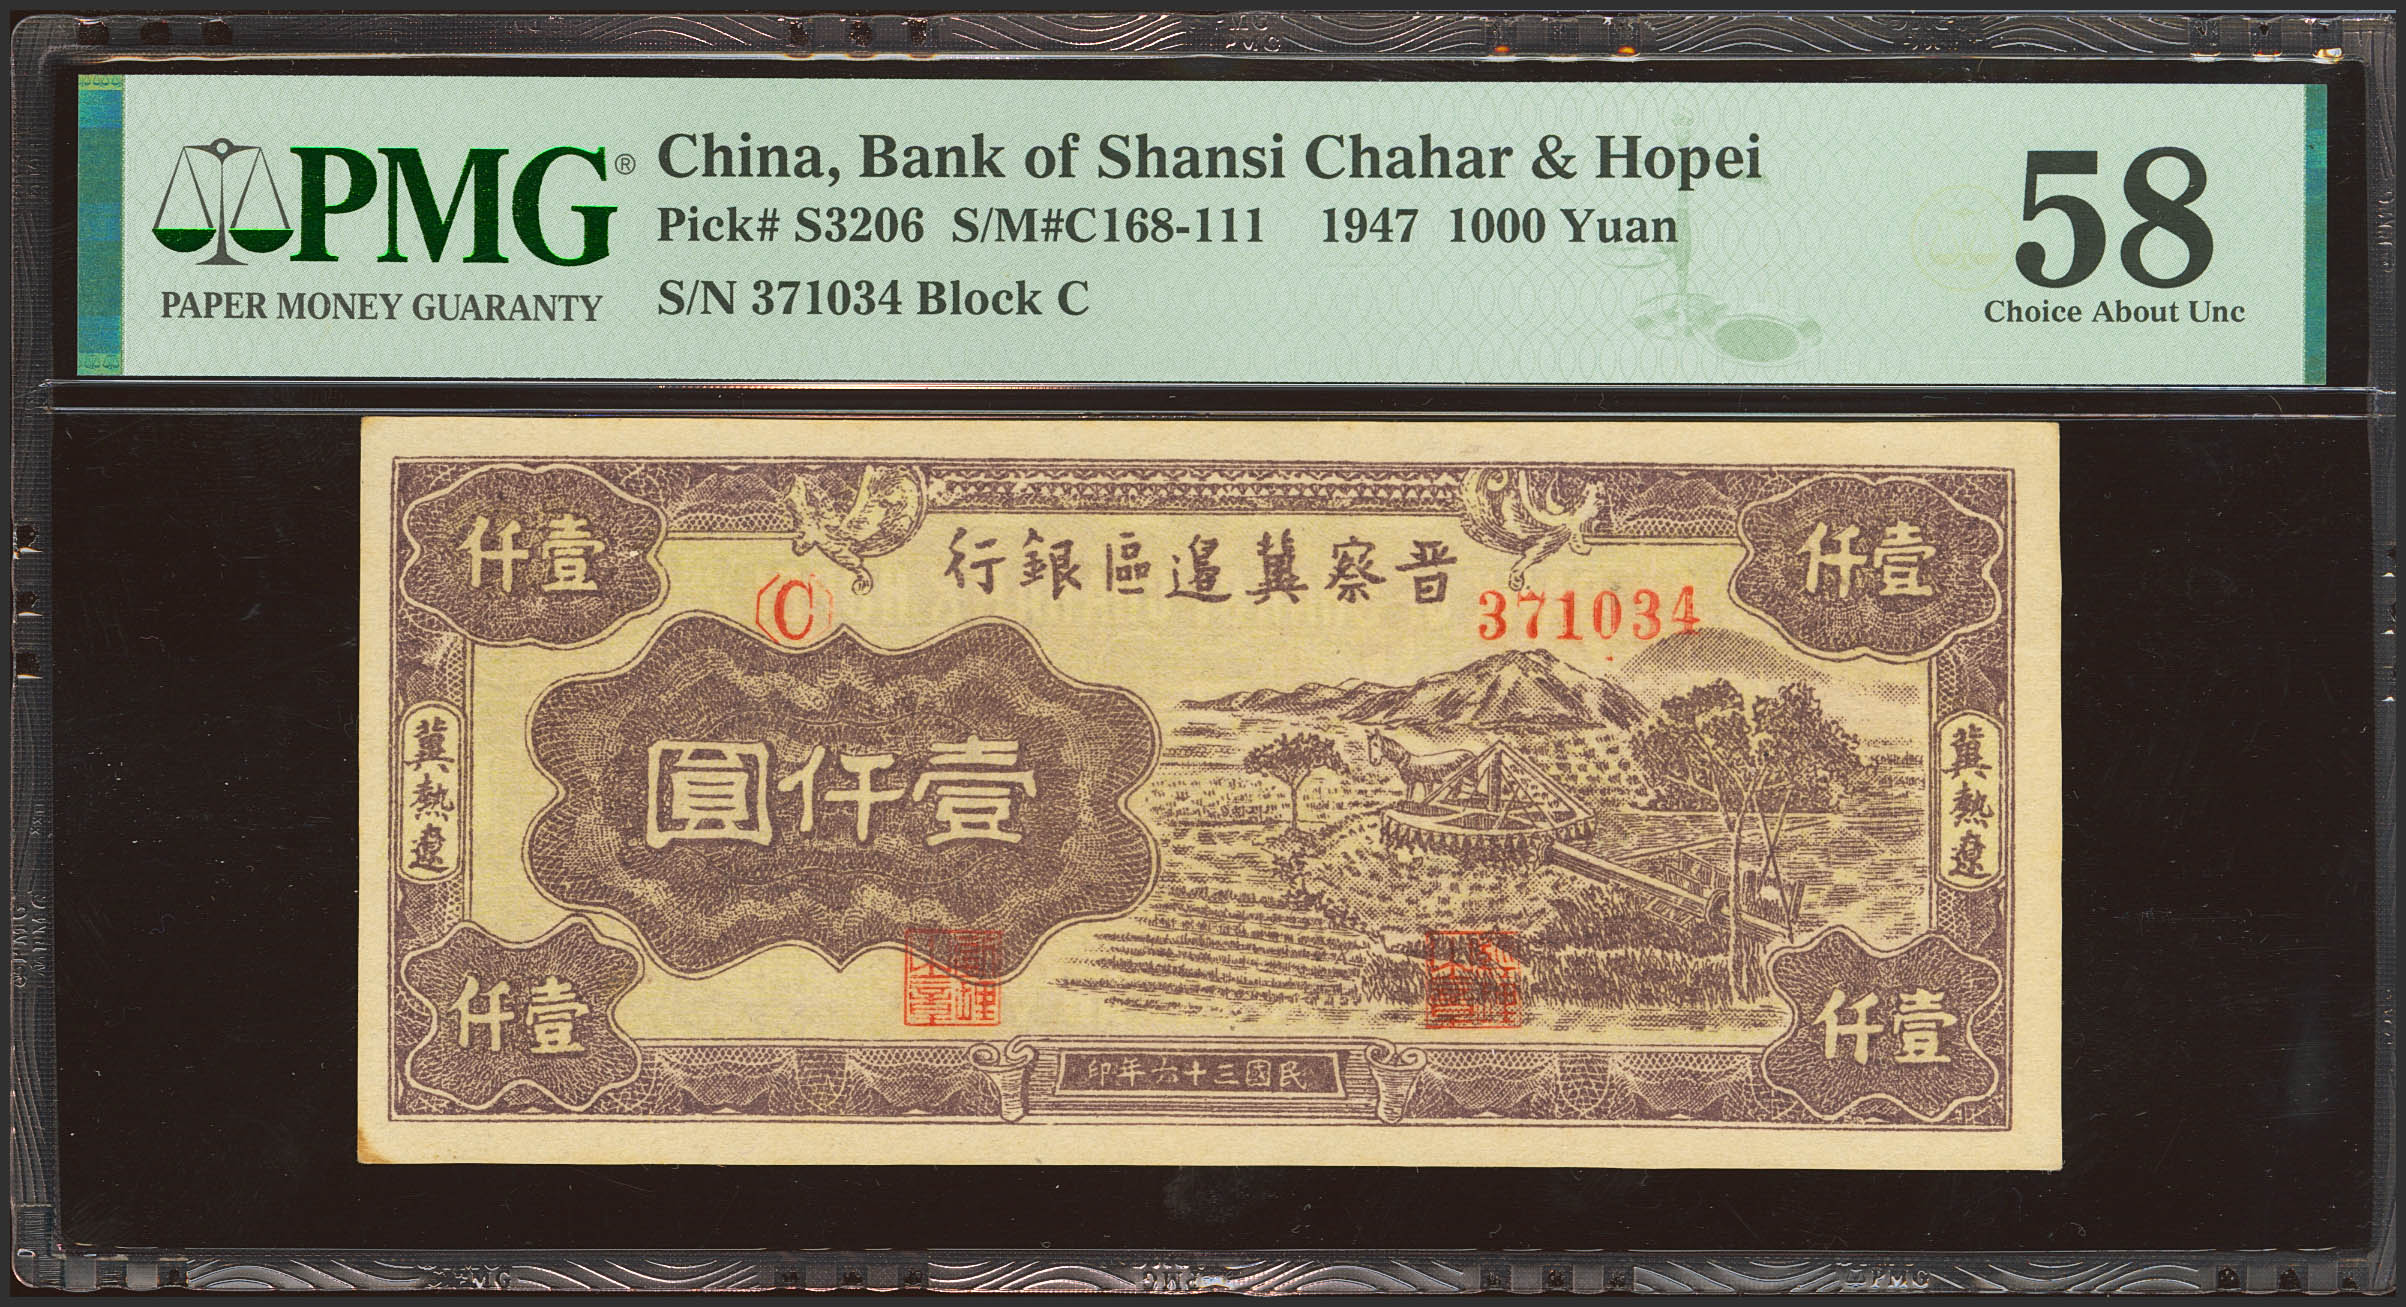 PMG®
PAPER MONEY GUARANTY
China, Bank of Shansi Chahar & Hopei
Pick# S3206 S/M#C168-111 1947 1000 Yuan
S/N 371034 Block C
58
Choice About Unc
仟壹
行銀區邉冀察晋
仟壹
C
371034
圓仟壹
冀熱遼
冀熱遼
仟壹
仟壹
印年六十三國民